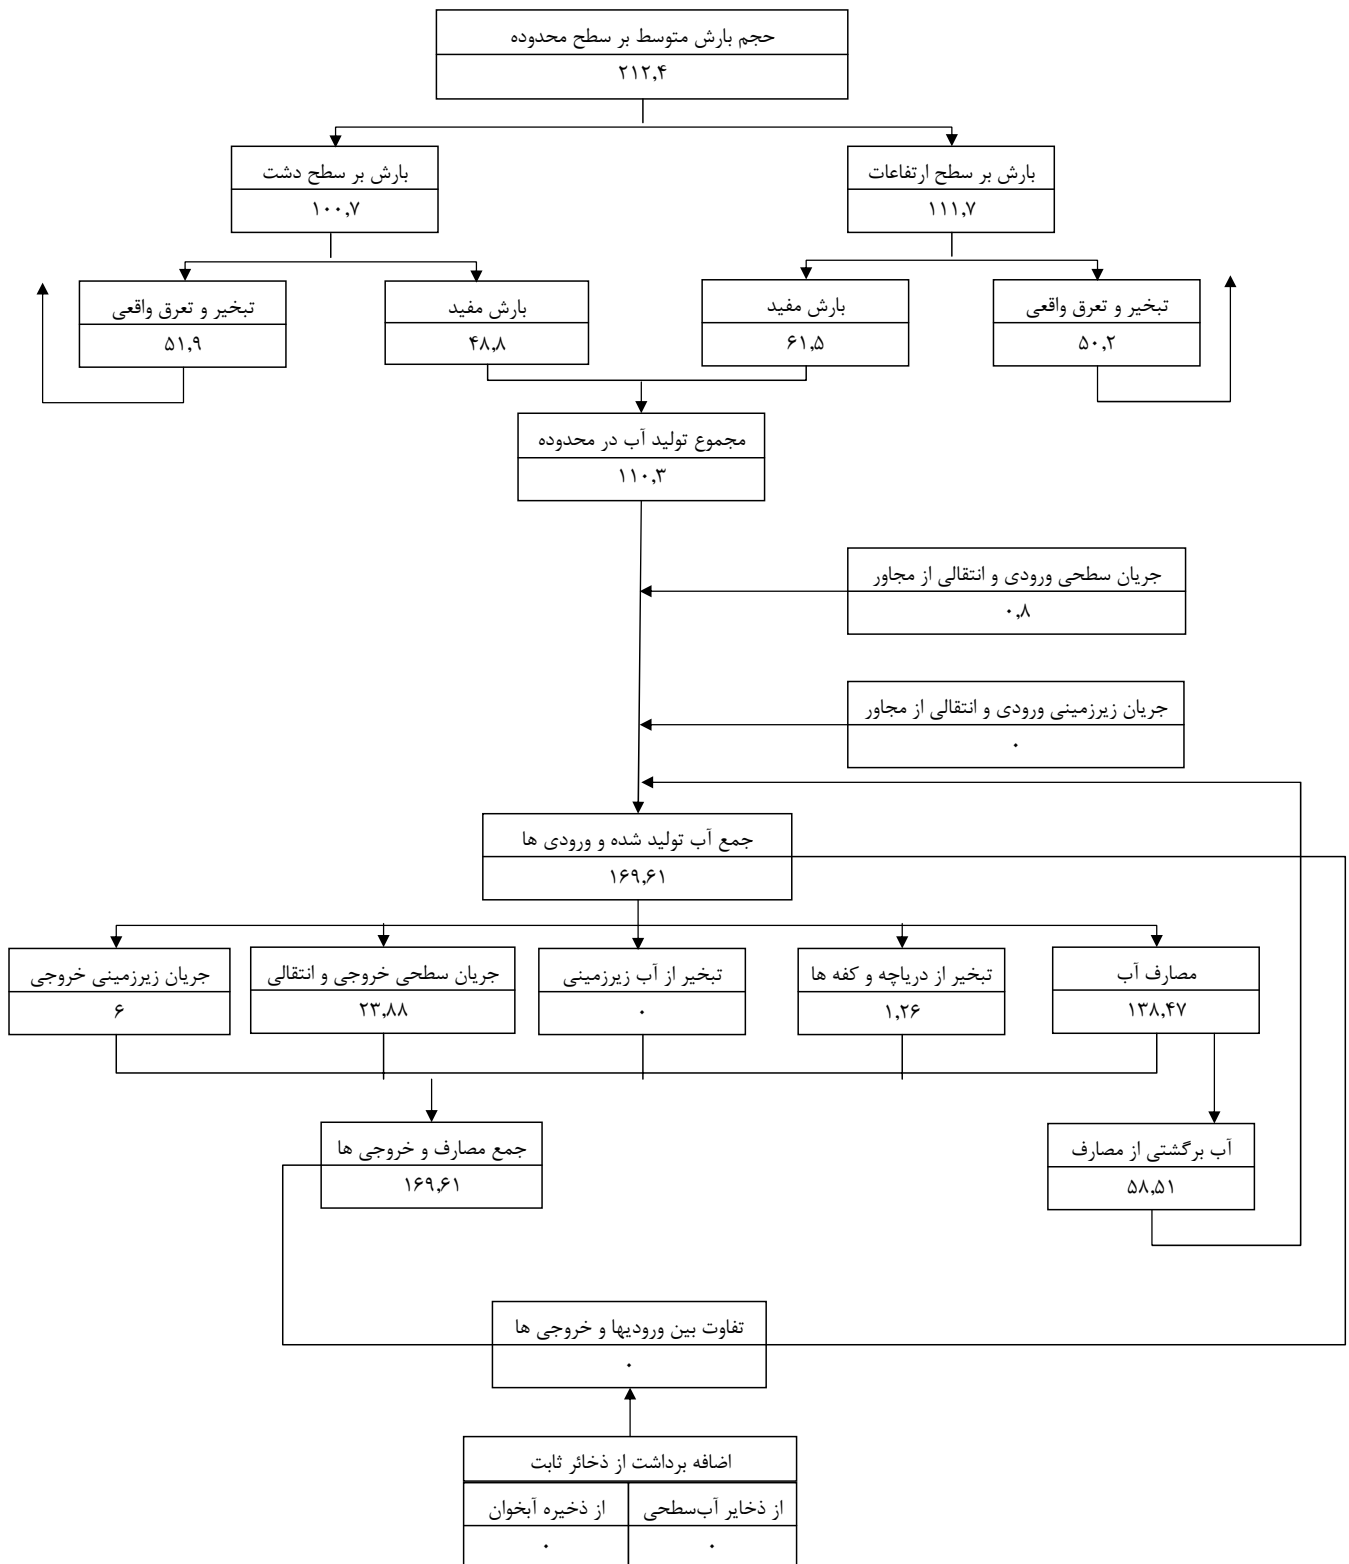 حجم بارش متوسط بر سطح محدوده
۲۱۲,۴
بارش بر سطح ارتفاعات
۱۱۱,۷
بارش بر سطح دشت
۱۰۰,۷
تبخیر و تعرق واقعی
۵۰,۲
بارش مفید
۶۱,۵
بارش مفید
۴۸,۸
تبخیر و تعرق واقعی
۵۱,۹
مجموع تولید آب در محدوده
۱۱۰,۳
جریان سطحی ورودی و انتقالی از مجاور
۰,۸
جریان زیرزمینی ورودی و انتقالی از مجاور
۰
جمع آب تولید شده و ورودی ها
۱۶۹,۶۱
مصارف آب
۱۳۸,۴۷
تبخیر از دریاچه و کفه ها
۱,۲۶
تبخیر از آب زیرزمینی
۰
جریان سطحی خروجی و انتقالی
۲۳,۸۸
جریان زیرزمینی خروجی
۶
آب برگشتی از مصارف
۵۸,۵۱
جمع مصارف و خروجی ها
۱۶۹,۶۱
تفاوت بین ورودیها و خروجی ها
۰
اضافه برداشت از ذخائر ثابت
از ذخایر آب‌سطحی
۰
از ذخیره آبخوان
۰